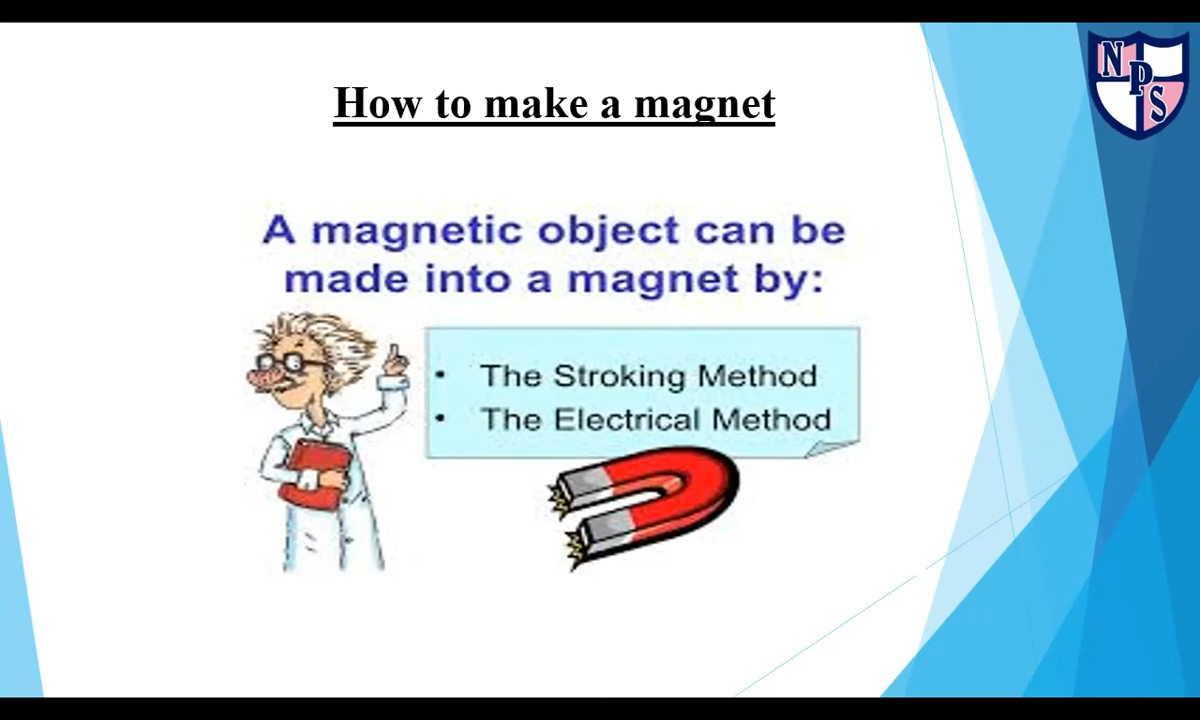 How to make a magnet
NPS
A magnetic object can be
made into a magnet by:
• The Stroking Method
• The Electrical Method